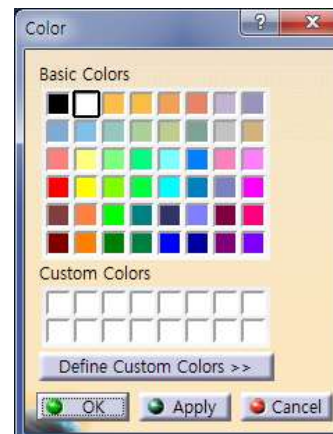 Color
?
X
Basic Colors
Custom Colors
Define Custom Colors >>
OK
Apply
Cancel